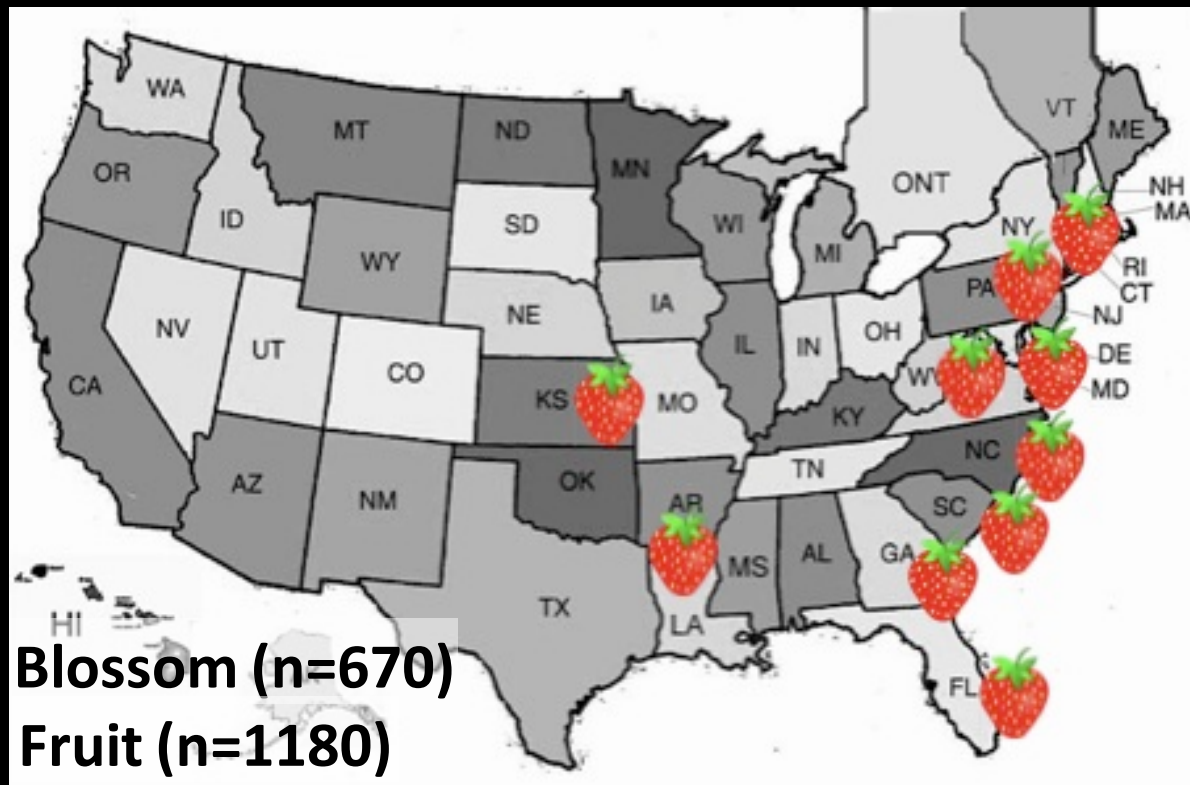 WA
MT
ND
MN
VT
ME
OR
ID
SD
WI
ONT
NH
MA
NY
WY
MI
RI
CT
PA
NJ
NE
IA
NV
UT
CO
IL
IN
OH
DE
MD
CA
KS
MO
KY
NC
TN
AZ
NM
OK
AR
SC
MS
AL
GA
TX
LA
HI
FL
Blossom (n=670)
Fruit (n=1180)